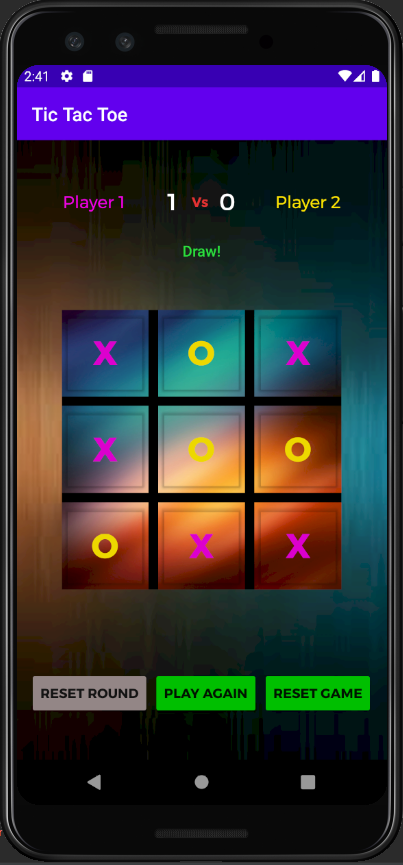 2:41
Tic Tac Toe
Player 1 1 Vs 0 Player 2
Draw!
X O X
X O O
O X X
RESET ROUND PLAY AGAIN RESET GAME